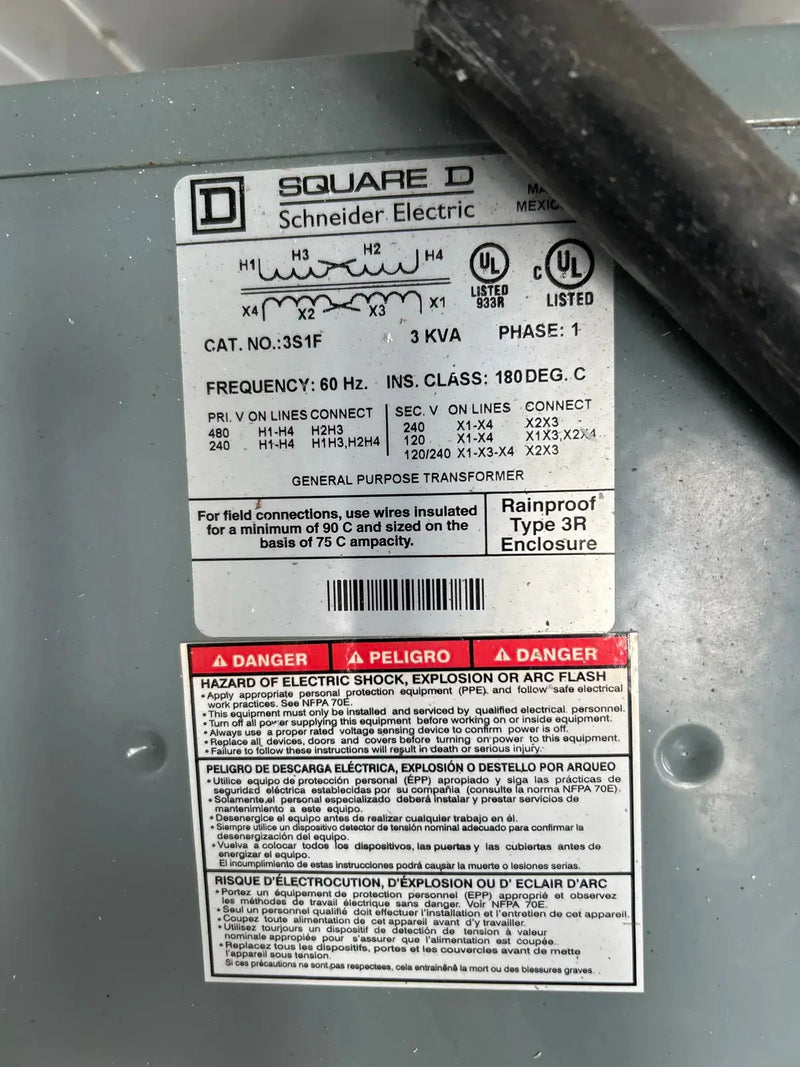 D
SQUARE D
Schneider Electric
H1 H3 H2 H4
X4 X2 X3 X1
UL
LISTED
933R
C UL
LISTED
CAT. NO.:3S1F 3 KVA PHASE: 1
FREQUENCY: 60 Hz. INS. CLASS: 180 DEG. C
PRI. V ON LINES CONNECT
480 H1-H4 H2H3
240 H1-H4 H1H3,H2H4
SEC. V ON LINES CONNECT
240 X1-X4 X2X3
120 X1-X4 X1X3,X2X4
120/240 X1-X3-X4 X2X3
GENERAL PURPOSE TRANSFORMER
For field connections, use wires insulated
for a minimum of 90 C and sized on the
basis of 75 C ampacity.
Rainproof
Type 3R
Enclosure
⚠ DANGER ⚠ PELIGRO ⚠ DANGER
HAZARD OF ELECTRIC SHOCK, EXPLOSION OR ARC FLASH
• Apply appropriate personal protection equipment (PPE). and follow safe electrical
work practices. See NFPA 70E.
• This equipment must only be installed and serviced by qualified electrical personnel.
• Turn off all power supplying this equipment before working on or inside equipment.
• Always use a proper rated voltage sensing device to confirm power is off.
• Replace all devices, doors and covers before turning on power to this equipment.
• Failure to follow these instructions will result in death or serious injury.
PELIGRO DE DESCARGA ELÉCTRICA, EXPLOSIÓN O DESTELLO POR ARQUEO
• Utilice equipo de protección personal (ÉPP) apropiado y siga las prácticas de
seguridad eléctrica establecidas por su compañia (consulte la norma NFPA 70E).
• Solamente el personal especializado deberá instalar y prestar servicios de
mantenimiento a este equipo.
• Desenergice el equipo antes de realizar cualquier trabajo en él.
• Siempre utilice un dispositivo detector de tensión nominal adecuado para confirmar la
desenergización del equipo.
• Vuelva a colocar todos los dispositivos, las puertas y las cubiertas antes de
energizar el equipo.
El incumplimiento de estas instrucciones podrá causar la muerte o lesiones serias.
RISQUE D'ÉLECTROCUTION, D'ÉXPLOSION OU D' ECLAIR D'ARC
• Portez un équipement de protection personnel (EPP) approprié et observez
les méthodes de travail électrique sans danger. Voir NFPA 70E.
• Seul un personnel qualifié doit effectuer l'installation et l'entretien de cet appareil.
• Coupez toute alimentation de cet appareil avant d'y travailler.
• Utilisez tourjours un dispositif de détection de tension à valeur
nominale appropiée pour s'assurer que l'alimentation est coupée.
• Replacez tous les dispositifs, portes et les couvercles avant de mette
l'appareil sous tension.
Si ces précautions ne sont pas respectees, cela entraînéné la mort ou des blessures graves.